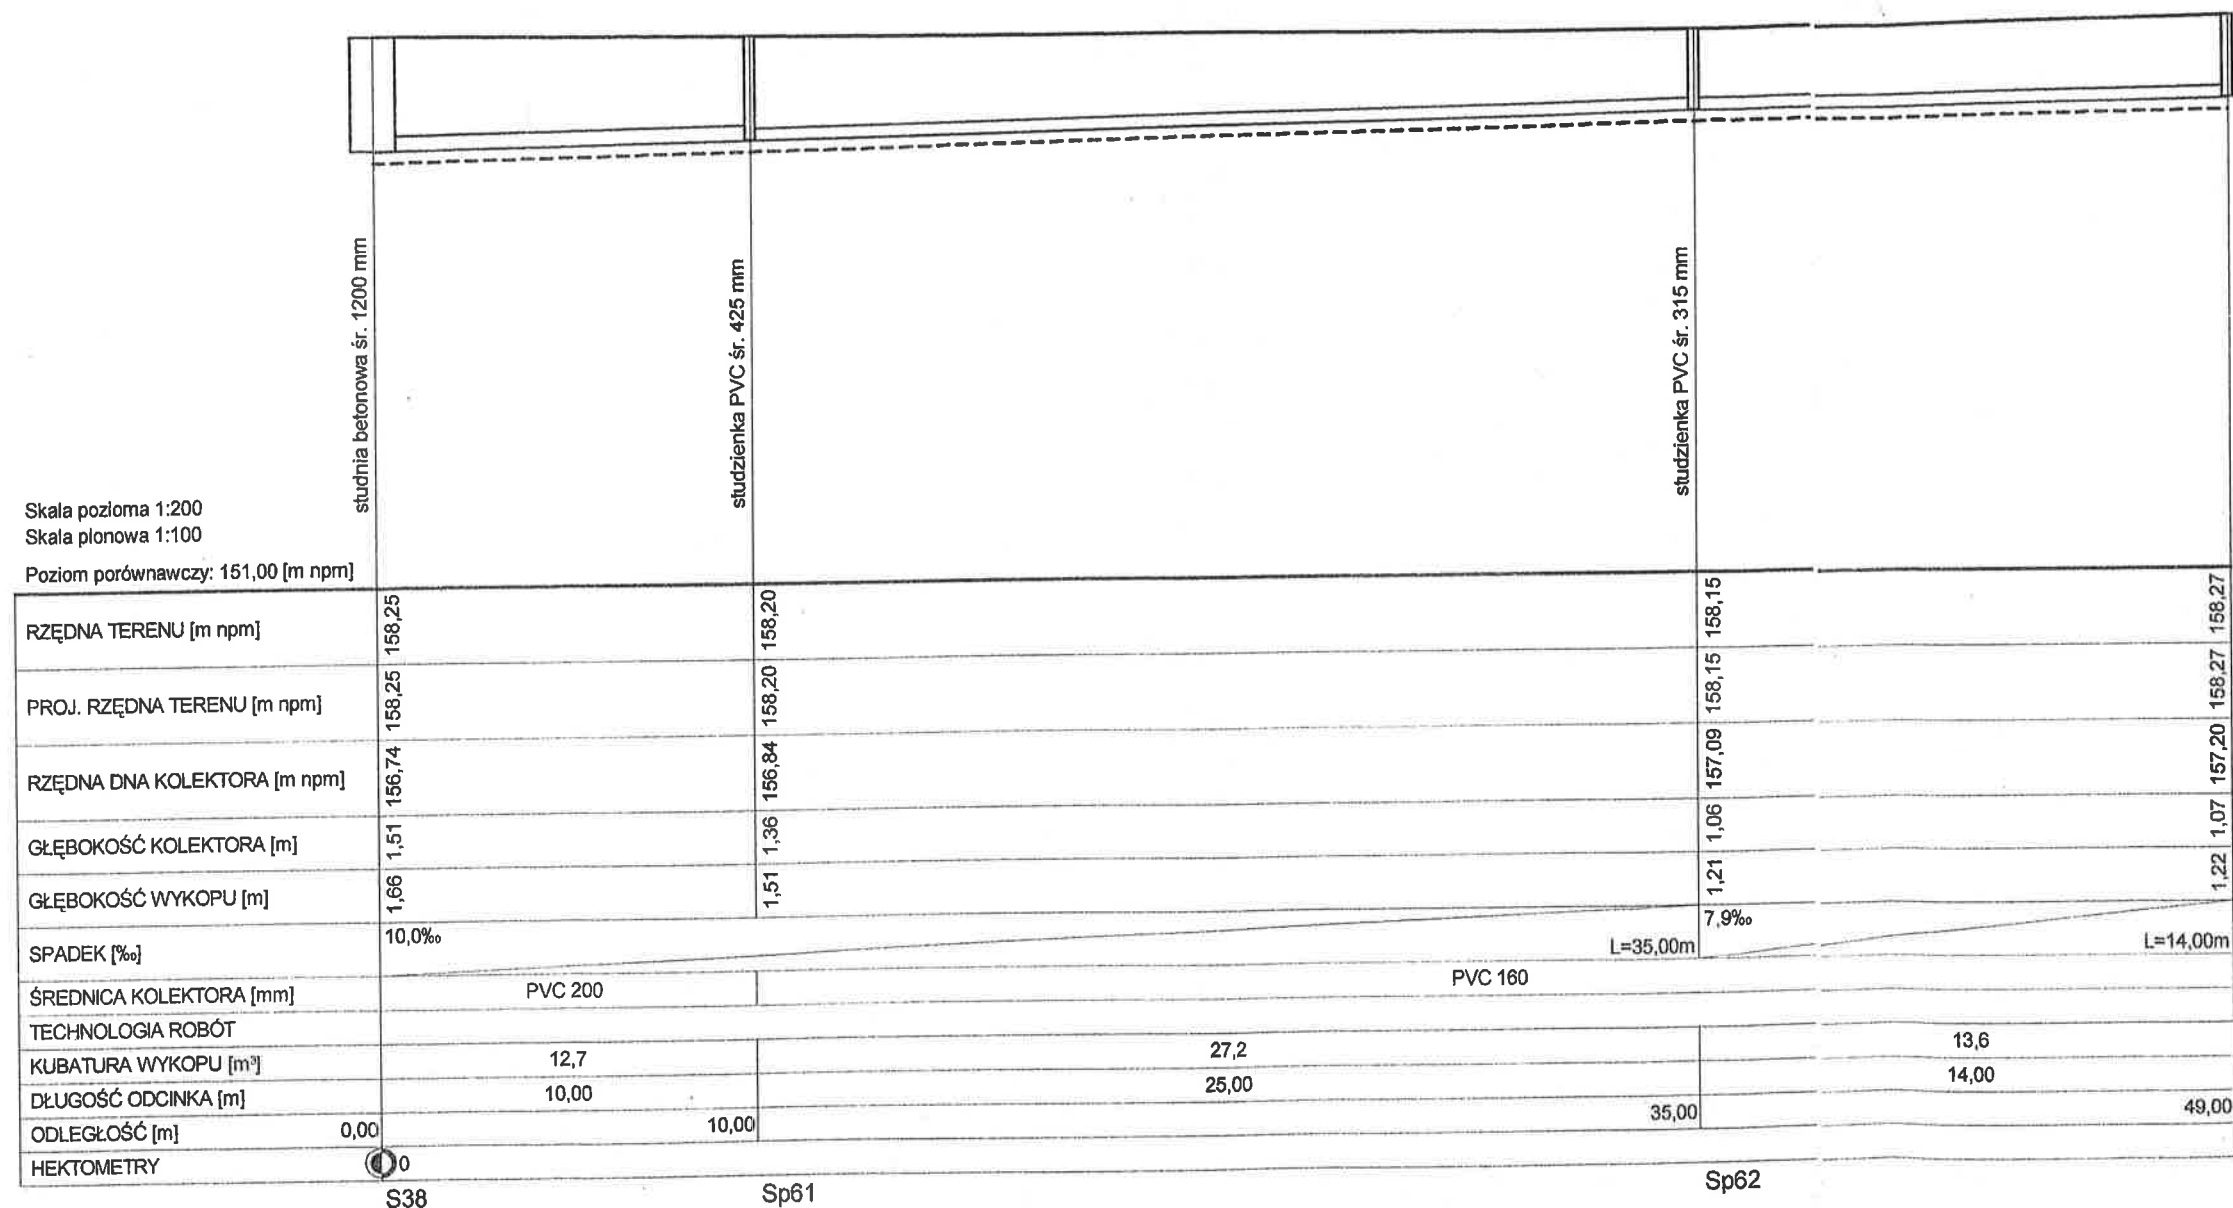 studnia betonowa śr. 1200 mm
studzienka PVC śr. 425 mm
studzienka PVC śr. 315 mm
Skala pozioma 1:200
Skala pionowa 1:100
Poziom porównawczy: 151,00 [m npm]
RZĘDNA TERENU [m npm] 158,25 158,20 158,15 158,27
PROJ. RZĘDNA TERENU [m npm] 158,25 158,20 158,15 158,27
RZĘDNA DNA KOLEKTORA [m npm] 156,74 156,84 157,09 157,20
GŁĘBOKOŚĆ KOLEKTORA [m] 1,51 1,36 1,06 1,07
GŁĘBOKOŚĆ WYKOPU [m] 1,66 1,51 1,21 1,22
SPADEK [‰] 10,0‰ L=35,00m 7,9‰ L=14,00m
ŚREDNICA KOLEKTORA [mm] PVC 200 PVC 160
TECHNOLOGIA ROBÓT
KUBATURA WYKOPU [m³] 12,7 27,2 13,6
DŁUGOŚĆ ODCINKA [m] 10,00 25,00 14,00
ODLEGŁOŚĆ [m] 0,00 10,00 35,00 49,00
HEKTOMETRY 0
S38 Sp61 Sp62